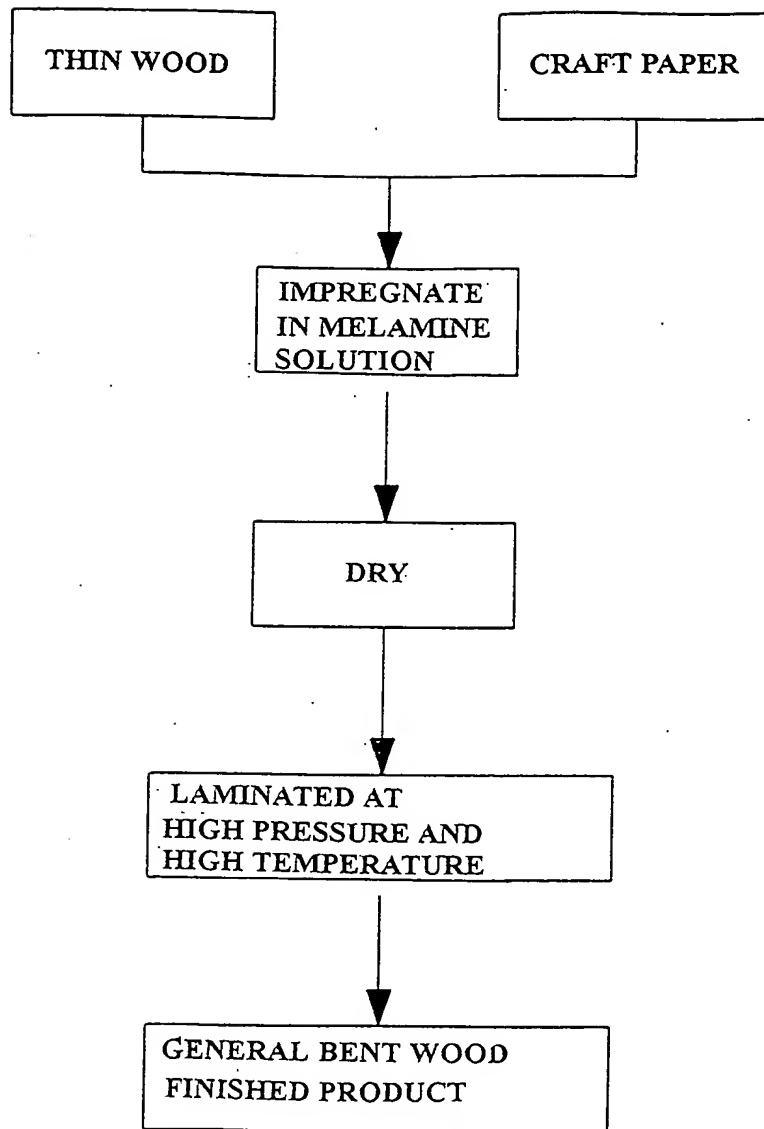 THIN WOOD
CRAFT PAPER
IMPREGNATE
IN MELAMINE
SOLUTION
DRY
LAMINATED AT
HIGH PRESSURE AND
HIGH TEMPERATURE
GENERAL BENT WOOD
FINISHED PRODUCT